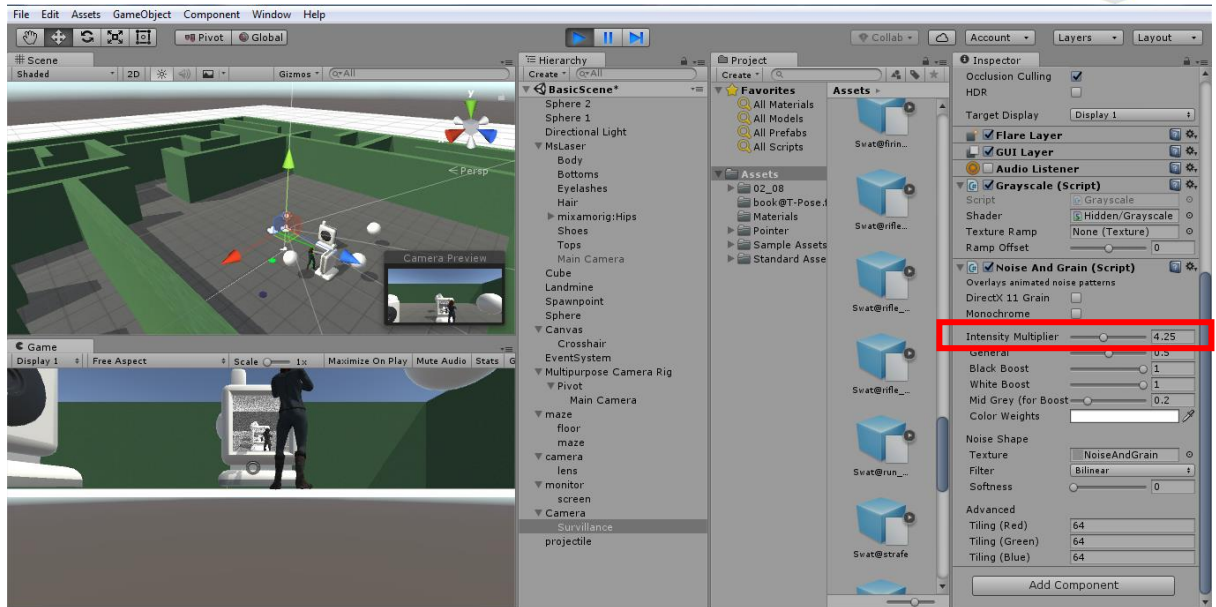 File Edit Assets GameObject Component Window Help
Pivot Global Collab Account Layers Layout
Scene
Shaded 2D Gizmos All
y
Persp
Camera Preview
Game
Display 1 Free Aspect Scale 1x Maximize On Play Mute Audio Stats G
Hierarchy
Create All
BasicScene*
Sphere 2
Sphere 1
Directional Light
MsLaser
Body
Bottoms
Eyelashes
Hair
mixamorig:Hips
Shoes
Tops
Main Camera
Cube
Landmine
Spawnpoint
Sphere
Canvas
Crosshair
EventSystem
Multipurpose Camera Rig
Pivot
Main Camera
maze
floor
maze
camera
lens
monitor
screen
Camera
Survillance
projectile
Project
Create
Favorites
All Materials
All Models
All Prefabs
All Scripts
Assets
02_08
book@T-Pose.f
Materials
Pointer
Sample Assets
Standard Asse
Assets
Swat@firin...
Swat@rifle...
Swat@rifle_...
Swat@rifle_...
Swat@run_...
Swat@strafe
Inspector
Occlusion Culling
HDR
Target Display Display 1
Flare Layer
GUI Layer
Audio Listener
Grayscale (Script)
Script Grayscale
Shader Hidden/Grayscale
Texture Ramp None (Texture)
Ramp Offset 0
Noise And Grain (Script)
Overlays animated noise patterns
DirectX 11 Grain
Monochrome
Intensity Multiplier 4.25
General 0.5
Black Boost 1
White Boost 1
Mid Grey (for Boost 0.2
Color Weights
Noise Shape
Texture NoiseAndGrain
Filter Bilinear
Softness 0
Advanced
Tiling (Red) 64
Tiling (Green) 64
Tiling (Blue) 64
Add Component